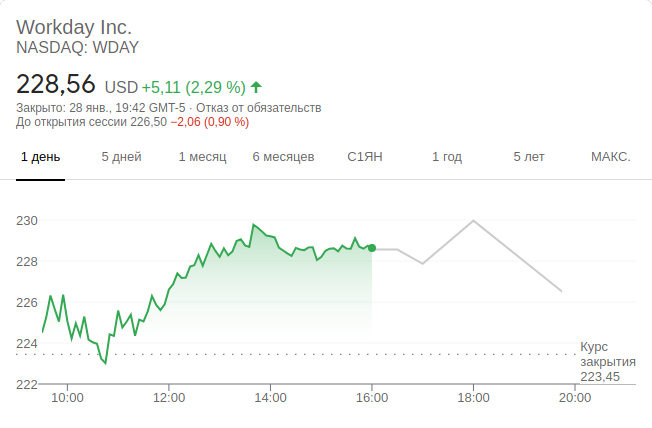 Workday Inc.
NASDAQ: WDAY
228,56 USD +5,11 (2,29 %)
Закрыто: 28 янв., 19:42 GMT-5 · Отказ от обязательств
До открытия сессии 226,50 −2,06 (0,90 %)
1 день 5 дней 1 месяц 6 месяцев С1ЯН 1 год 5 лет МАКС.
230
228
226
224
Курс
закрытия
223,45
222
10:00 12:00 14:00 16:00 18:00 20:00